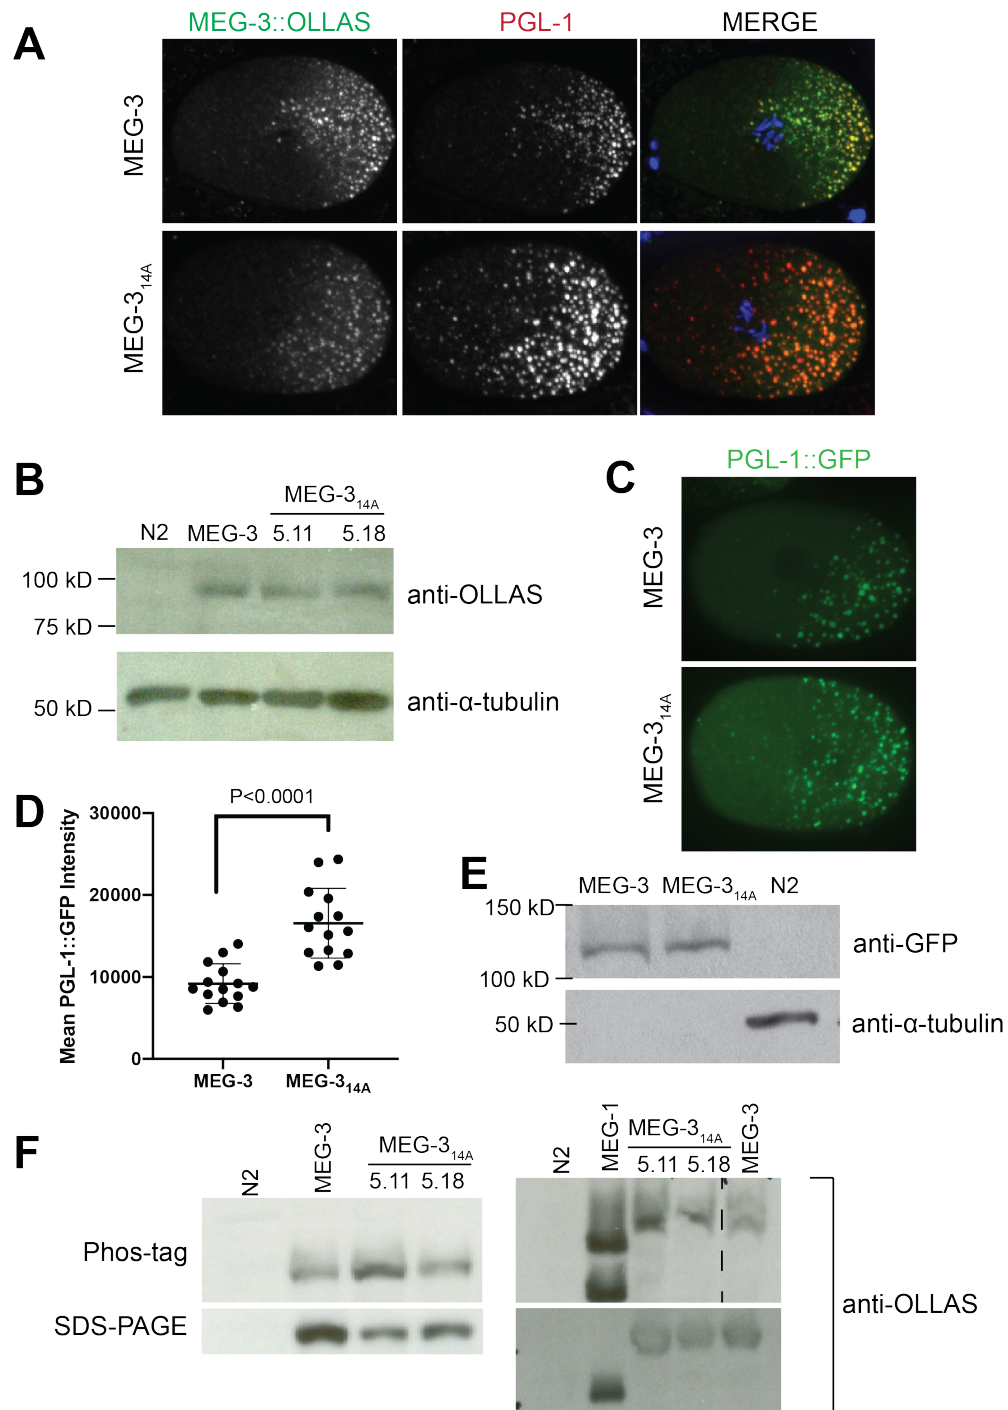 A
MEG-3::OLLAS PGL-1 MERGE
MEG-3
MEG-3₁₄A
B
MEG-3₁₄A
N2 MEG-3 5.11 5.18
100 kD
75 kD
anti-OLLAS
50 kD
anti-α-tubulin
C
PGL-1::GFP
MEG-3
MEG-3₁₄A
D
P<0.0001
Mean PGL-1::GFP Intensity
30000
20000
10000
0
MEG-3 MEG-3₁₄A
E
MEG-3 MEG-3₁₄A N2
150 kD
100 kD
anti-GFP
50 kD
anti-α-tubulin
F
N2 MEG-3 MEG-3₁₄A
5.11 5.18
Phos-tag
SDS-PAGE
N2 MEG-1 MEG-3₁₄A MEG-3
5.11 5.18
anti-OLLAS